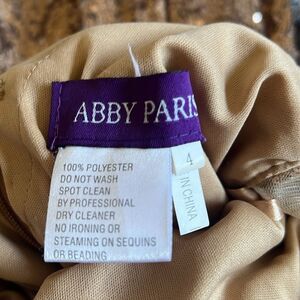 ABBY PARIS
4
IN CHINA
100% POLYESTER
DO NOT WASH
SPOT CLEAN
BY PROFESSIONAL
DRY CLEANER
NO IRONING OR
STEAMING ON SEQUINS
OR BEADING